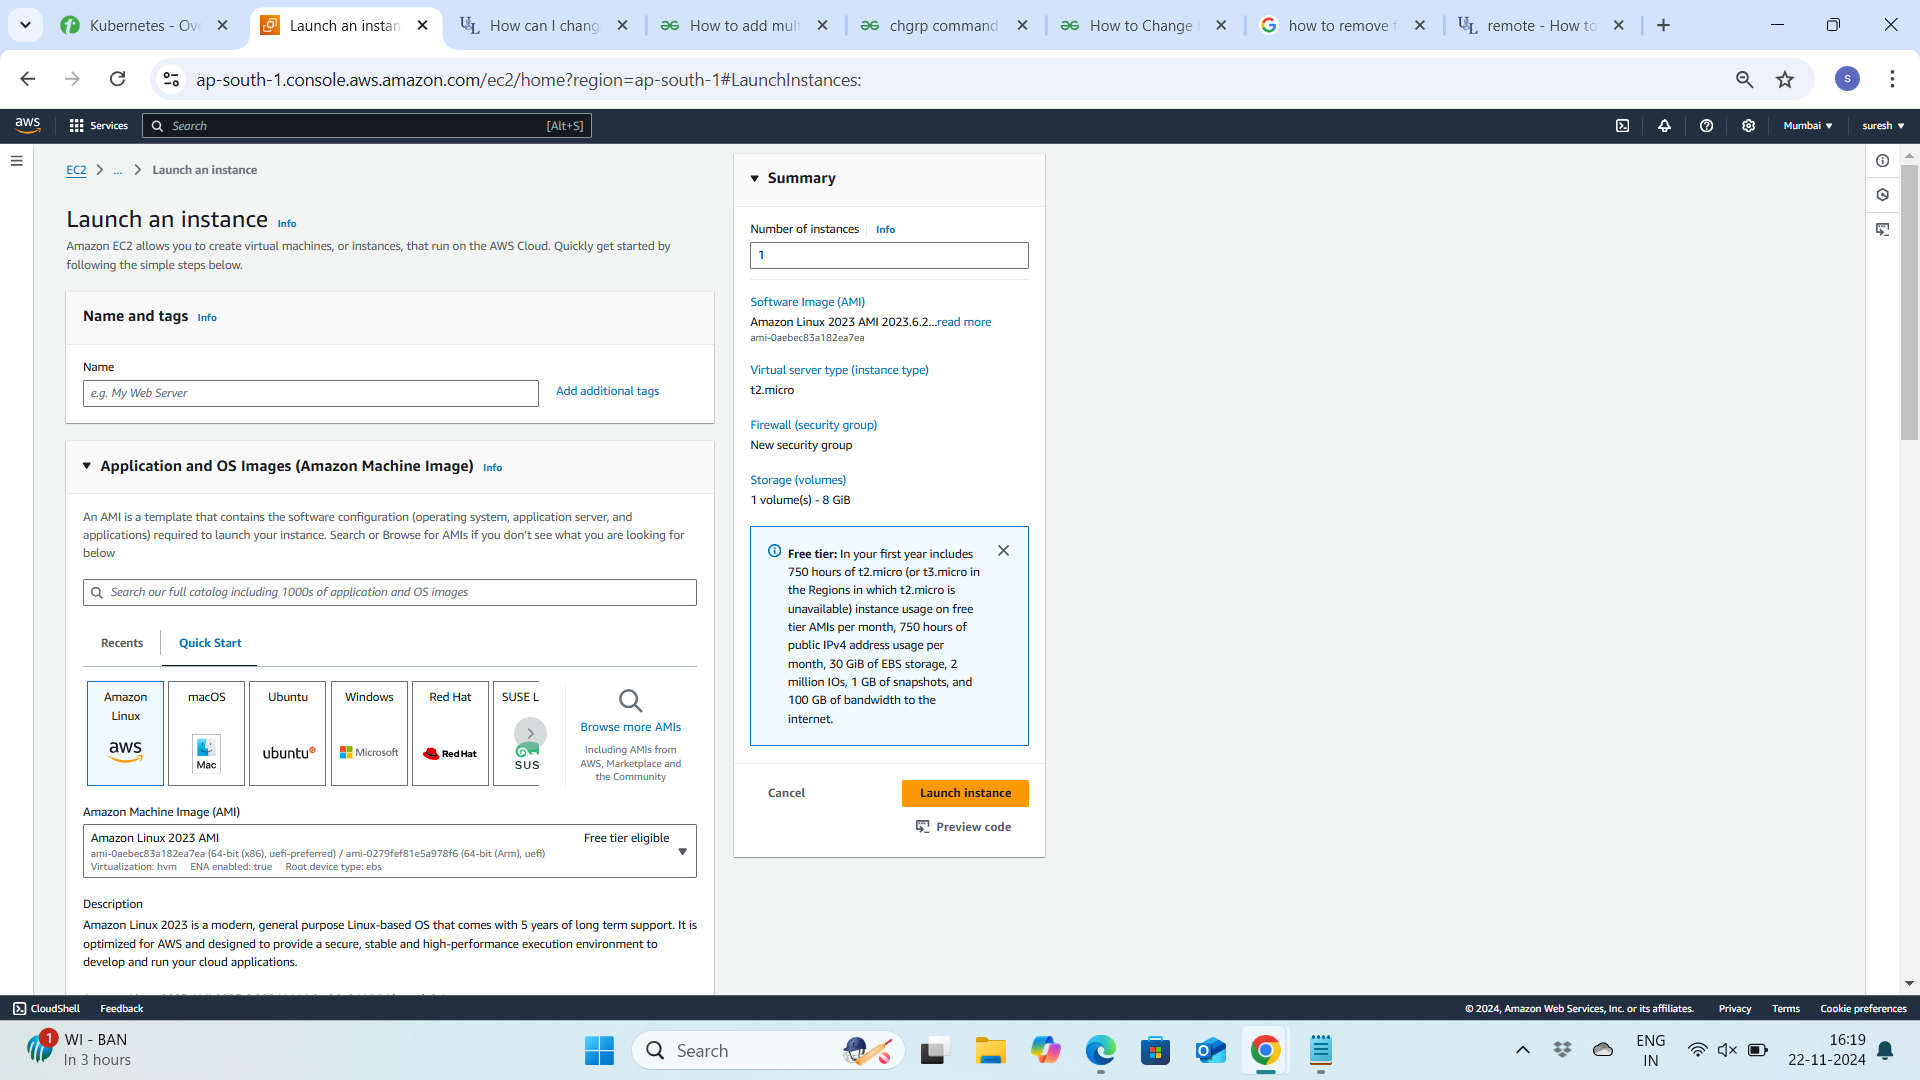 Kubernetes - Ov
Launch an instan
How can I chang
How to add mult
chgrp command
How to Change
how to remove f
remote - How to
ap-south-1.console.aws.amazon.com/ec2/home?region=ap-south-1#LaunchInstances:
S
aws
Services
Search
[Alt+S]
Mumbai
suresh
EC2
...
Launch an instance
Launch an instance
Info
Amazon EC2 allows you to create virtual machines, or instances, that run on the AWS Cloud. Quickly get started by
following the simple steps below.
Name and tags
Info
Name
e.g. My Web Server
Add additional tags
Application and OS Images (Amazon Machine Image)
Info
An AMI is a template that contains the software configuration (operating system, application server, and
applications) required to launch your instance. Search or Browse for AMIs if you don't see what you are looking for
below
Search our full catalog including 1000s of application and OS images
Recents
Quick Start
Amazon
Linux
aws
macOS
Mac
Ubuntu
ubuntu
Windows
Microsoft
Red Hat
Red Hat
SUSE L
SUS
Browse more AMIs
Including AMIs from
AWS, Marketplace and
the Community
Amazon Machine Image (AMI)
Amazon Linux 2023 AMI
Free tier eligible
ami-0aebec83a182ea7ea (64-bit (x86), uefi-preferred) / ami-0279fef81e5a978f6 (64-bit (Arm), uefi)
Virtualization: hvm
ENA enabled: true
Root device type: ebs
Description
Amazon Linux 2023 is a modern, general purpose Linux-based OS that comes with 5 years of long term support. It is
optimized for AWS and designed to provide a secure, stable and high-performance execution environment to
develop and run your cloud applications.
Summary
Number of instances
Info
1
Software Image (AMI)
Amazon Linux 2023 AMI 2023.6.2...read more
ami-0aebec83a182ea7ea
Virtual server type (instance type)
t2.micro
Firewall (security group)
New security group
Storage (volumes)
1 volume(s) - 8 GiB
Free tier: In your first year includes
750 hours of t2.micro (or t3.micro in
the Regions in which t2.micro is
unavailable) instance usage on free
tier AMIs per month, 750 hours of
public IPv4 address usage per
month, 30 GiB of EBS storage, 2
million IOs, 1 GB of snapshots, and
100 GB of bandwidth to the
internet.
Cancel
Launch instance
Preview code
CloudShell
Feedback
© 2024, Amazon Web Services, Inc. or its affiliates.
Privacy
Terms
Cookie preferences
1
WI - BAN
In 3 hours
Search
ENG
IN
16:19
22-11-2024